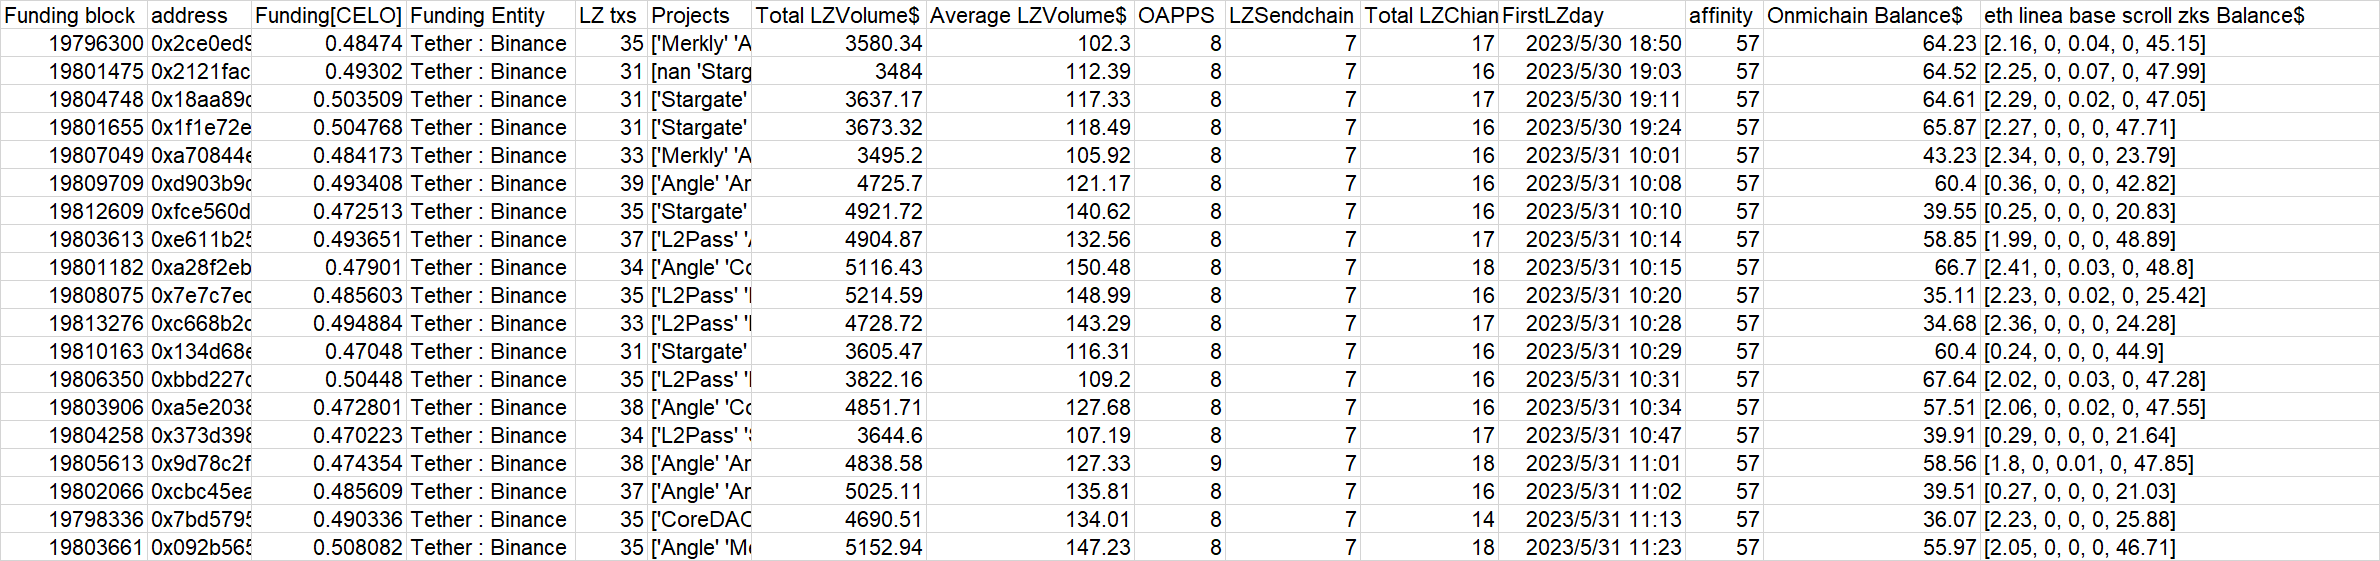 Funding block address Funding[CELO] Funding Entity LZ txs Projects Total LZVolume$ Average LZVolume$ OAPPS LZSendchain Total LZChian FirstLZday affinity Onmichain Balance$ eth linea base scroll zks Balance$
19796300 0x2ce0ed9 0.48474 Tether : Binance 35 ['Merkly' 'A 3580.34 102.3 8 7 17 2023/5/30 18:50 57 64.23 [2.16, 0, 0.04, 0, 45.15]
19801475 0x2121fac 0.49302 Tether : Binance 31 [nan 'Starg 3484 112.39 8 7 16 2023/5/30 19:03 57 64.52 [2.25, 0, 0.07, 0, 47.99]
19804748 0x18aa89c 0.503509 Tether : Binance 31 ['Stargate' 3637.17 117.33 8 7 17 2023/5/30 19:11 57 64.61 [2.29, 0, 0.02, 0, 47.05]
19801655 0x1f1e72e 0.504768 Tether : Binance 31 ['Stargate' 3673.32 118.49 8 7 16 2023/5/30 19:24 57 65.87 [2.27, 0, 0, 0, 47.71]
19807049 0xa70844e 0.484173 Tether : Binance 33 ['Merkly' 'A 3495.2 105.92 8 7 16 2023/5/31 10:01 57 43.23 [2.34, 0, 0, 0, 23.79]
19809709 0xd903b9c 0.493408 Tether : Binance 39 ['Angle' 'Ar 4725.7 121.17 8 7 16 2023/5/31 10:08 57 60.4 [0.36, 0, 0, 0, 42.82]
19812609 0xfce560d 0.472513 Tether : Binance 35 ['Stargate' 4921.72 140.62 8 7 16 2023/5/31 10:10 57 39.55 [0.25, 0, 0, 0, 20.83]
19803613 0xe611b25 0.493651 Tether : Binance 37 ['L2Pass' 'A 4904.87 132.56 8 7 17 2023/5/31 10:14 57 58.85 [1.99, 0, 0, 0, 48.89]
19801182 0xa28f2eb 0.47901 Tether : Binance 34 ['Angle' 'Co 5116.43 150.48 8 7 18 2023/5/31 10:15 57 66.7 [2.41, 0, 0.03, 0, 48.8]
19808075 0x7e7c7ec 0.485603 Tether : Binance 35 ['L2Pass' 5214.59 148.99 8 7 16 2023/5/31 10:20 57 35.11 [2.23, 0, 0.02, 0, 25.42]
19813276 0xc668b2c 0.494884 Tether : Binance 33 ['L2Pass' 4728.72 143.29 8 7 17 2023/5/31 10:28 57 34.68 [2.36, 0, 0, 0, 24.28]
19810163 0x134d68e 0.47048 Tether : Binance 31 ['Stargate' 3605.47 116.31 8 7 16 2023/5/31 10:29 57 60.4 [0.24, 0, 0, 0, 44.9]
19806350 0xbbd227c 0.50448 Tether : Binance 35 ['L2Pass' 3822.16 109.2 8 7 16 2023/5/31 10:31 57 67.64 [2.02, 0, 0.03, 0, 47.28]
19803906 0xa5e2038 0.472801 Tether : Binance 38 ['Angle' 'Co 4851.71 127.68 8 7 16 2023/5/31 10:34 57 57.51 [2.06, 0, 0.02, 0, 47.55]
19804258 0x373d398 0.470223 Tether : Binance 34 ['L2Pass' 'S 3644.6 107.19 8 7 17 2023/5/31 10:47 57 39.91 [0.29, 0, 0, 0, 21.64]
19805613 0x9d78c2f 0.474354 Tether : Binance 38 ['Angle' 'Ar 4838.58 127.33 9 7 18 2023/5/31 11:01 57 58.56 [1.8, 0, 0.01, 0, 47.85]
19802066 0xcbc45ea 0.485609 Tether : Binance 37 ['Angle' 'Ar 5025.11 135.81 8 7 16 2023/5/31 11:02 57 39.51 [0.27, 0, 0, 0, 21.03]
19798336 0x7bd5795 0.490336 Tether : Binance 35 ['CoreDAO 4690.51 134.01 8 7 14 2023/5/31 11:13 57 36.07 [2.23, 0, 0, 0, 25.88]
19803661 0x092b565 0.508082 Tether : Binance 35 ['Angle' 'Me 5152.94 147.23 8 7 18 2023/5/31 11:23 57 55.97 [2.05, 0, 0, 0, 46.71]